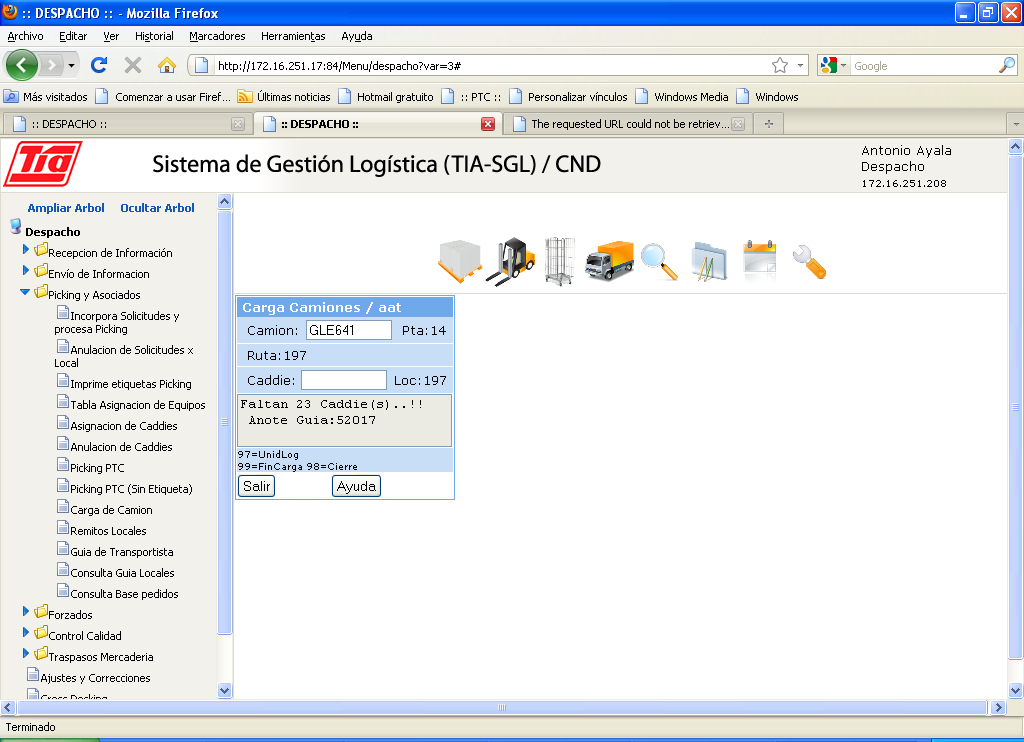 :: DESPACHO :: - Mozilla Firefox
Archivo Editar Ver Historial Marcadores Herramientas Ayuda
http://172.16.251.17:84/Menu/despacho?var=3#
Google
Más visitados Comenzar a usar Firef... Últimas noticias Hotmail gratuito :: PTC :: Personalizar vínculos Windows Media Windows
:: DESPACHO :: :: DESPACHO :: The requested URL could not be retriev...
Tia
Sistema de Gestión Logística (TIA-SGL) / CND
Antonio Ayala
Despacho
172.16.251.208
Ampliar Arbol Ocultar Arbol
Despacho
Recepcion de Información
Envío de Informacion
Picking y Asociados
Incorpora Solicitudes y
procesa Picking
Anulacion de Solicitudes x
Local
Imprime etiquetas Picking
Tabla Asignacion de Equipos
Asignacion de Caddies
Anulacion de Caddies
Picking PTC
Picking PTC (Sin Etiqueta)
Carga de Camion
Remitos Locales
Guia de Transportista
Consulta Guia Locales
Consulta Base pedidos
Forzados
Control Calidad
Traspasos Mercaderia
Ajustes y Correcciones
Cross Docking
Carga Camiones / aat
Camion: GLE641 Pta:14
Ruta:197
Caddie: Loc:197
Faltan 23 Caddie(s)..!!
Anote Guia:52017
97=UnidLog
99=FinCarga 98=Cierre
Salir Ayuda
Terminado